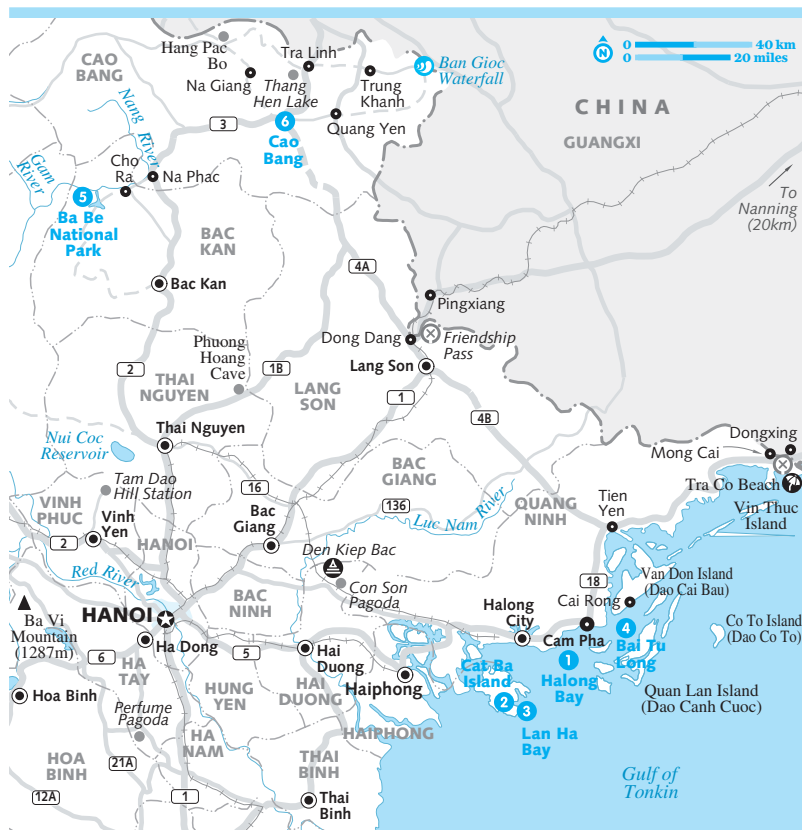 Hang Pac
Bo
Tra Linh
Ban Gioc
Waterfall
0 40 km
0 20 miles
N
CAO
BANG
Na Giang
Thang
Hen Lake
Trung
Khanh
CHINA
GUANGXI
Nang River
3
6
Cao
Bang
Quang Yen
Gam
River
Cho
Ra
Na Phac
5
Ba Be
National
Park
To
Nanning
(20km)
BAC
KAN
4A
Bac Kan
Pingxiang
Phuong
Hoang
Cave
Dong Dang
Friendship
Pass
2
THAI
NGUYEN
1B
LANG
SON
Lang Son
1
4B
Nui Coc
Reservoir
Thai Nguyen
Dongxing
Mong Cai
Tam Dao
Hill Station
16
BAC
GIANG
Tra Co Beach
VINH
PHUC
Vinh
Yen
Bac
Giang
136
Luc Nam River
QUANG
NINH
Tien
Yen
Vin Thuc
Island
2
HANOI
Den Kiep Bac
Red River
Con Son
Pagoda
18
Van Don Island
(Dao Cai Bau)
BAC
NINH
Cai Rong
Ba Vi
Mountain
(1287m)
HANOI
Halong
City
Cam Pha
4
Bai Tu
Long
Co To Island
(Dao Co To)
Ha Dong
6
5
Hai
Duong
1
Halong
Bay
HA
TAY
Cat Ba
Island
2
3
Lan Ha
Bay
Hoa Binh
HUNG
YEN
HAI
DUONG
Haiphong
Quan Lan Island
(Dao Canh Cuoc)
Perfume
Pagoda
HA
NAM
HAIPHONG
HOA
BINH
21A
THAI
BINH
Gulf of
Tonkin
12A
1
Thai
Binh